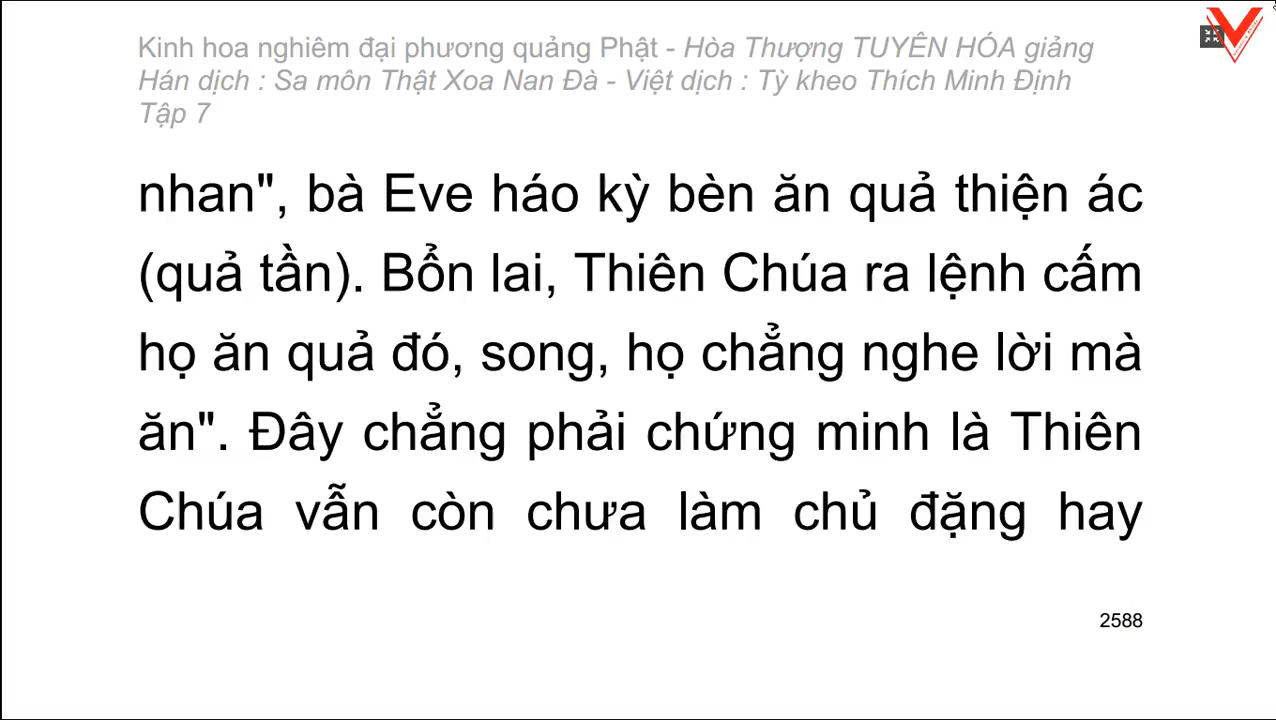 Kinh hoa nghiêm đại phương quảng Phật - Hòa Thượng TUYÊN HÓA giảng
Hán dịch : Sa môn Thật Xoa Nan Đà - Việt dịch : Tỳ kheo Thích Minh Định
Tập 7
nhan", bà Eve háo kỳ bèn ăn quả thiện ác
(quả tần). Bổn lai, Thiên Chúa ra lệnh cấm
họ ăn quả đó, song, họ chẳng nghe lời mà
ăn". Đây chẳng phải chứng minh là Thiên
Chúa vẫn còn chưa làm chủ đặng hay
2588